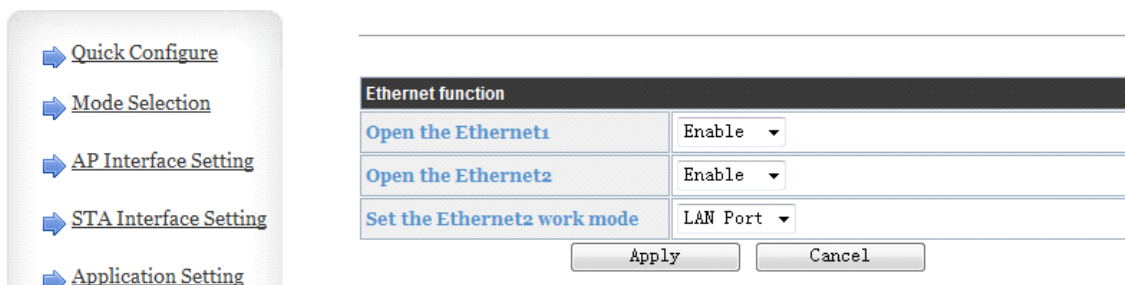 Quick Configure
Mode Selection
AP Interface Setting
STA Interface Setting
Application Setting
Ethernet function
Open the Ethernet1 Enable
Open the Ethernet2 Enable
Set the Ethernet2 work mode LAN Port
Apply Cancel